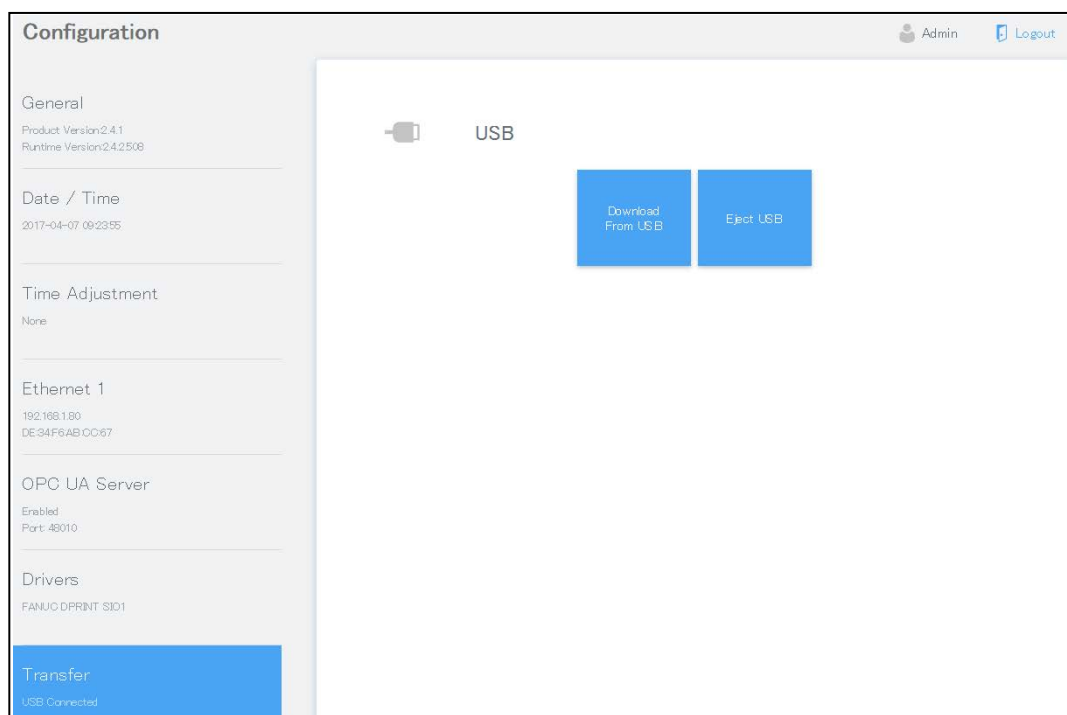 Configuration
Admin
Logout
General
Product Version:2.4.1
Runtime Version:2.4.2.508
Date / Time
2017-04-07 09:23:55
Time Adjustment
None
Ethernet 1
192.168.1.80
DE:34:F6:AB:CC:67
OPC UA Server
Enabled
Port: 48010
Drivers
FANUC DPRINT SIO1
Transfer
USB Connected
USB
Download
From USB
Eject USB